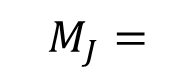 M_J =